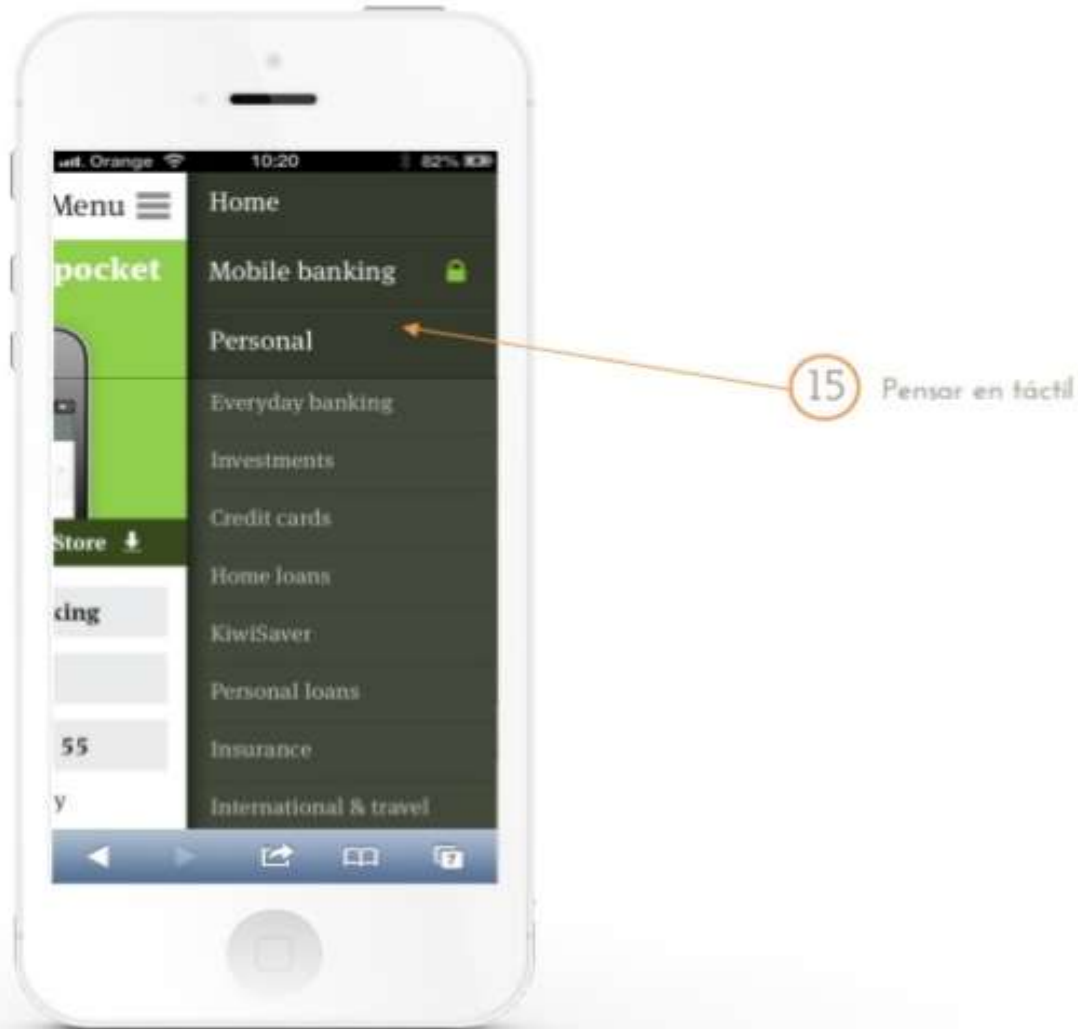 Orange 10:20 82%
Menu
Home
pocket
Mobile banking
Personal
15 Pensar en táctil
Everyday banking
Investments
Credit cards
Store
Home loans
king
KiwiSaver
Personal loans
55
Insurance
y
International & travel
7